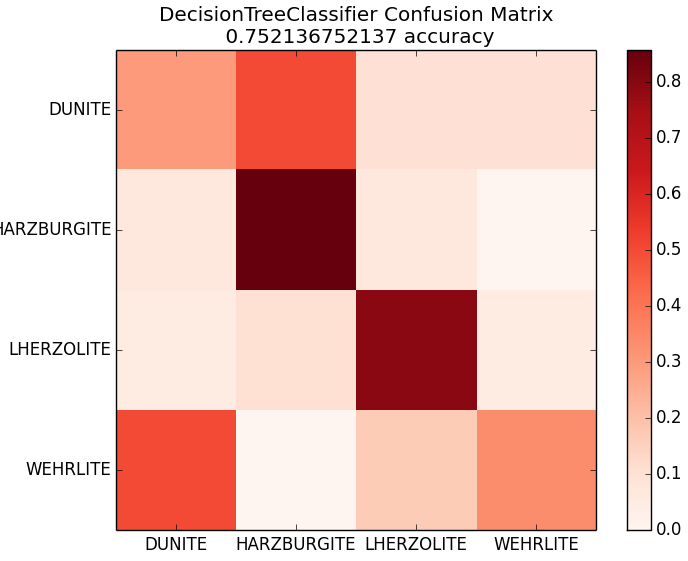 DecisionTreeClassifier Confusion Matrix
0.752136752137 accuracy
DUNITE
HARZBURGITE
LHERZOLITE
WEHRLITE
DUNITE HARZBURGITE LHERZOLITE WEHRLITE
0.8
0.7
0.6
0.5
0.4
0.3
0.2
0.1
0.0